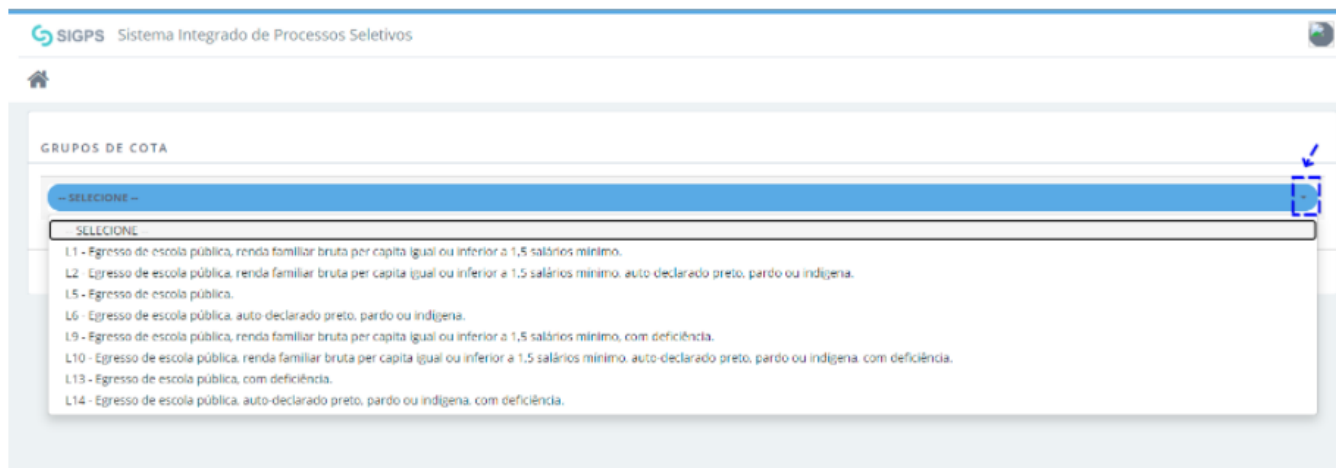 SIGPS Sistema Integrado de Processos Seletivos
GRUPOS DE COTA
-- SELECIONE --
-- SELECIONE --
L1 - Egresso de escola pública, renda familiar bruta per capita igual ou inferior a 1,5 salários mínimo.
L2 - Egresso de escola pública, renda familiar bruta per capita igual ou inferior a 1,5 salários mínimo, auto-declarado preto, pardo ou indígena.
L5 - Egresso de escola pública.
L6 - Egresso de escola pública, auto-declarado preto, pardo ou indígena.
L9 - Egresso de escola pública, renda familiar bruta per capita igual ou inferior a 1,5 salários mínimo, com deficiência.
L10 - Egresso de escola pública, renda familiar bruta per capita igual ou inferior a 1,5 salários mínimo, auto-declarado preto, pardo ou indígena, com deficiência.
L13 - Egresso de escola pública, com deficiência.
L14 - Egresso de escola pública, auto-declarado preto, pardo ou indígena, com deficiência.